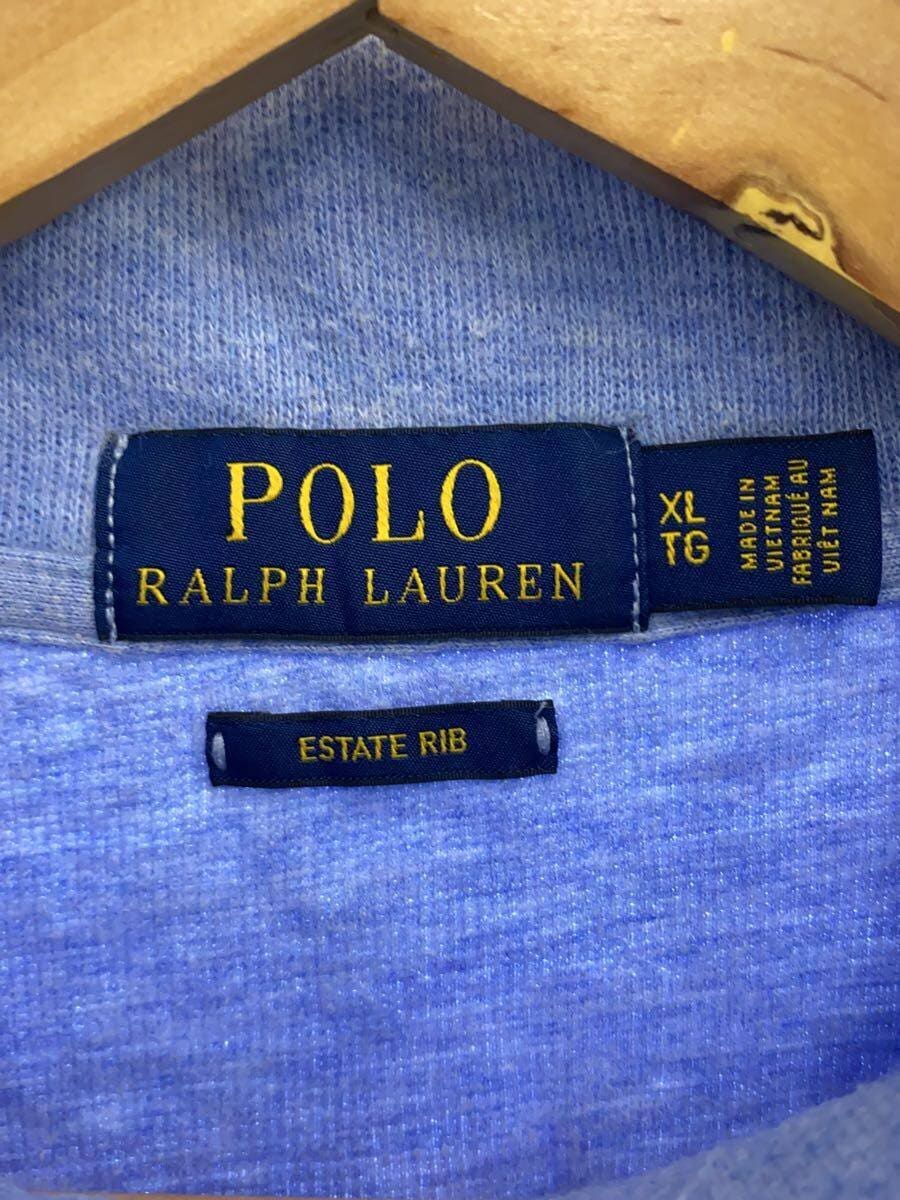 POLO
RALPH LAUREN
XL
TG
MADE IN
VIETNAM
FABRIQUÉ AU
VIÊT NAM
ESTATE RIB